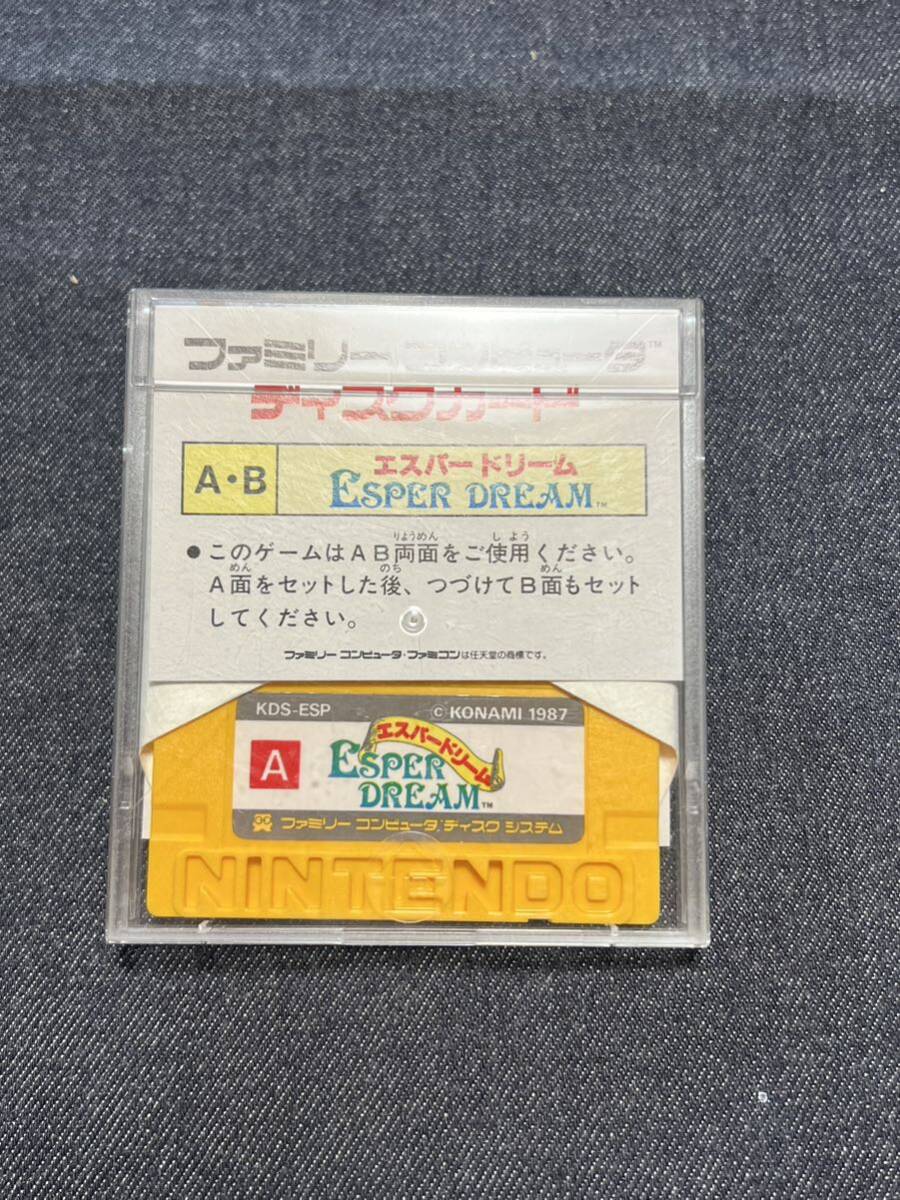 ファミリー コンピュータ™
ディスクカード
A・B
エスパードリーム
ESPER DREAM™
●このゲームはAB両面をご使用ください。
A面をセットした後、つづけてB面もセット
してください。
ファミリー コンピュータ・ファミコンは任天堂の商標です。
KDS-ESP © KONAMI 1987
A
エスパードリーム
ESPER
DREAM™
ファミリー コンピュータ ディスク システム
NINTENDO